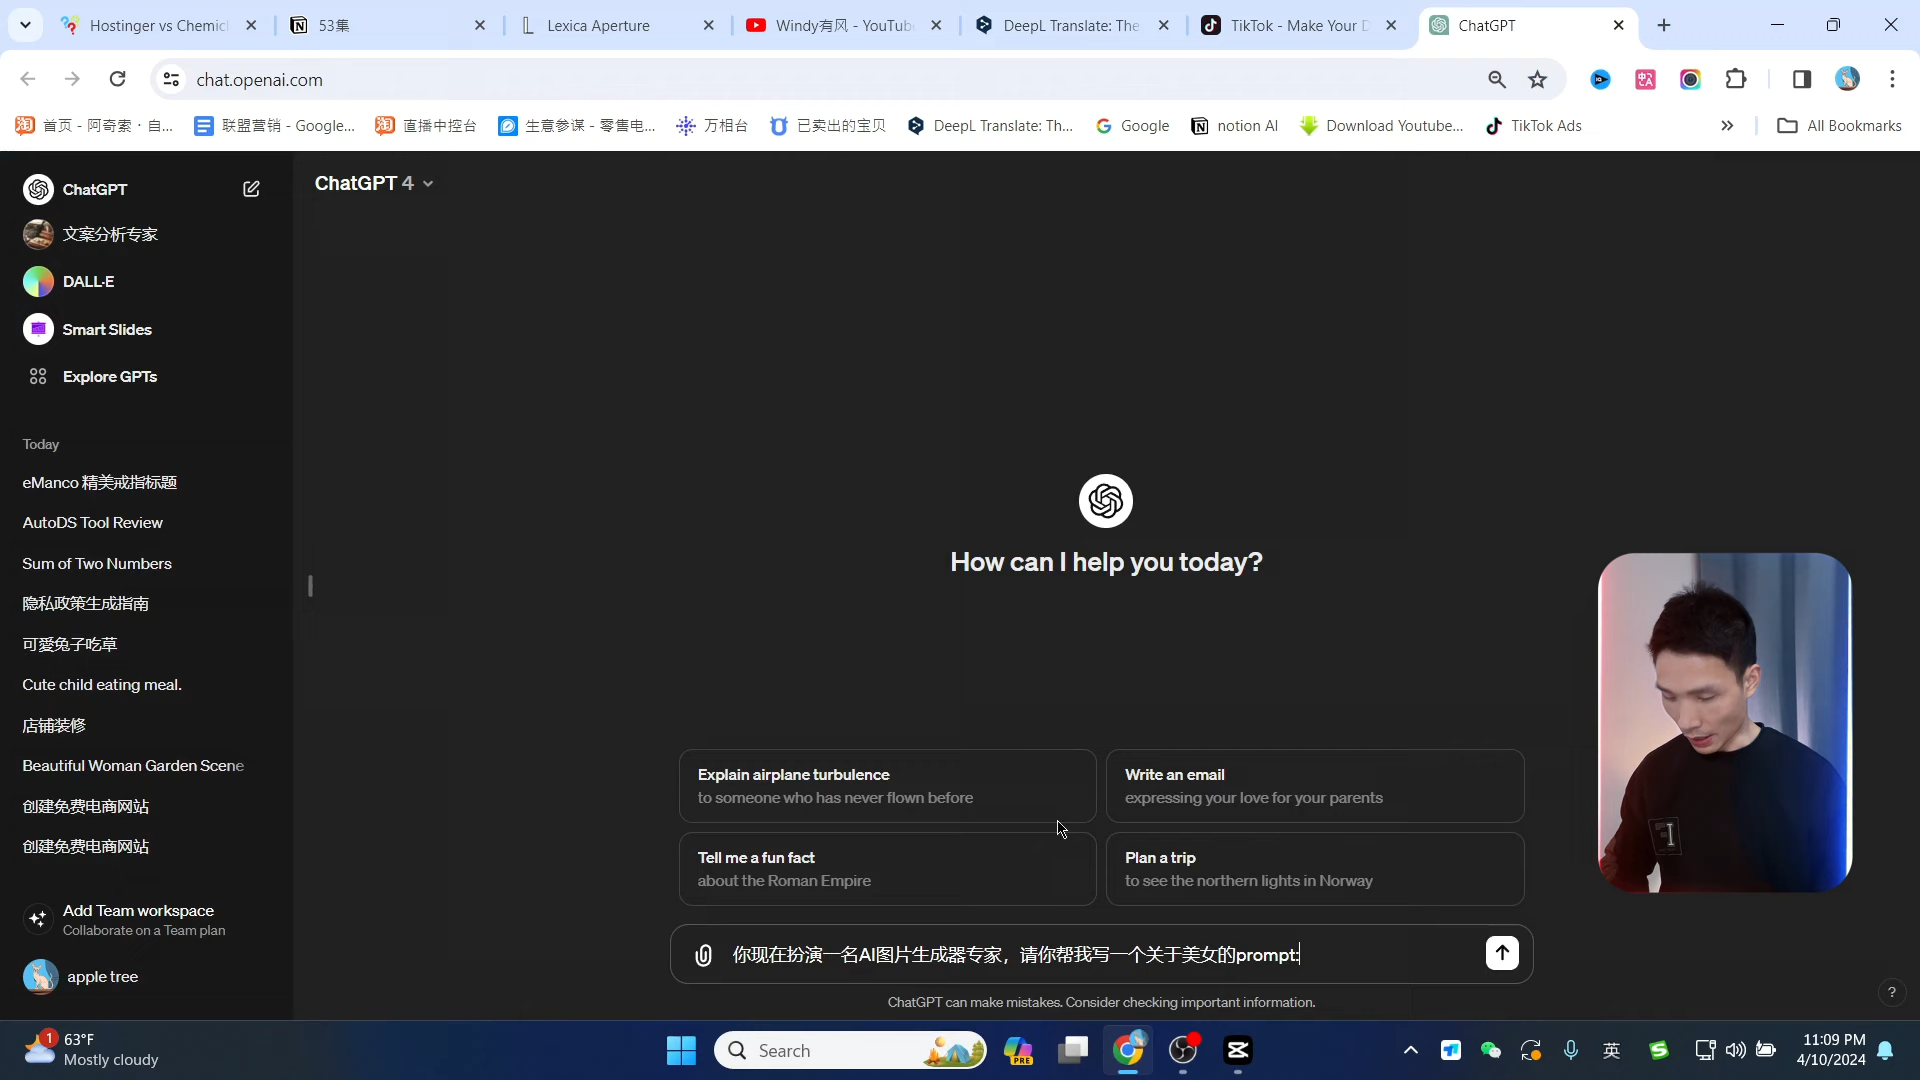 Hostinger vs Chemic
53集
Lexica Aperture
Windy有风 - YouTub
DeepL Translate: The
TikTok - Make Your D
ChatGPT
chat.openai.com
首页 - 阿奇索 · 自...
联盟营销 - Google...
直播中控台
生意参谋 - 零售电...
万相台
已卖出的宝贝
DeepL Translate: Th...
Google
notion AI
Download Youtube...
TikTok Ads
All Bookmarks
ChatGPT
文案分析专家
DALL·E
Smart Slides
Explore GPTs
Today
eManco 精美戒指标题
AutoDS Tool Review
Sum of Two Numbers
隐私政策生成指南
可愛兔子吃草
Cute child eating meal.
店铺装修
Beautiful Woman Garden Scene
创建免费电商网站
创建免费电商网站
Add Team workspace
Collaborate on a Team plan
apple tree
ChatGPT 4
How can I help you today?
Explain airplane turbulence
to someone who has never flown before
Write an email
expressing your love for your parents
Tell me a fun fact
about the Roman Empire
Plan a trip
to see the northern lights in Norway
你现在扮演一名AI图片生成器专家，请你帮我写一个关于美女的prompt:
ChatGPT can make mistakes. Consider checking important information.
?
1
63°F
Mostly cloudy
Search
PRE
英
11:09 PM
4/10/2024